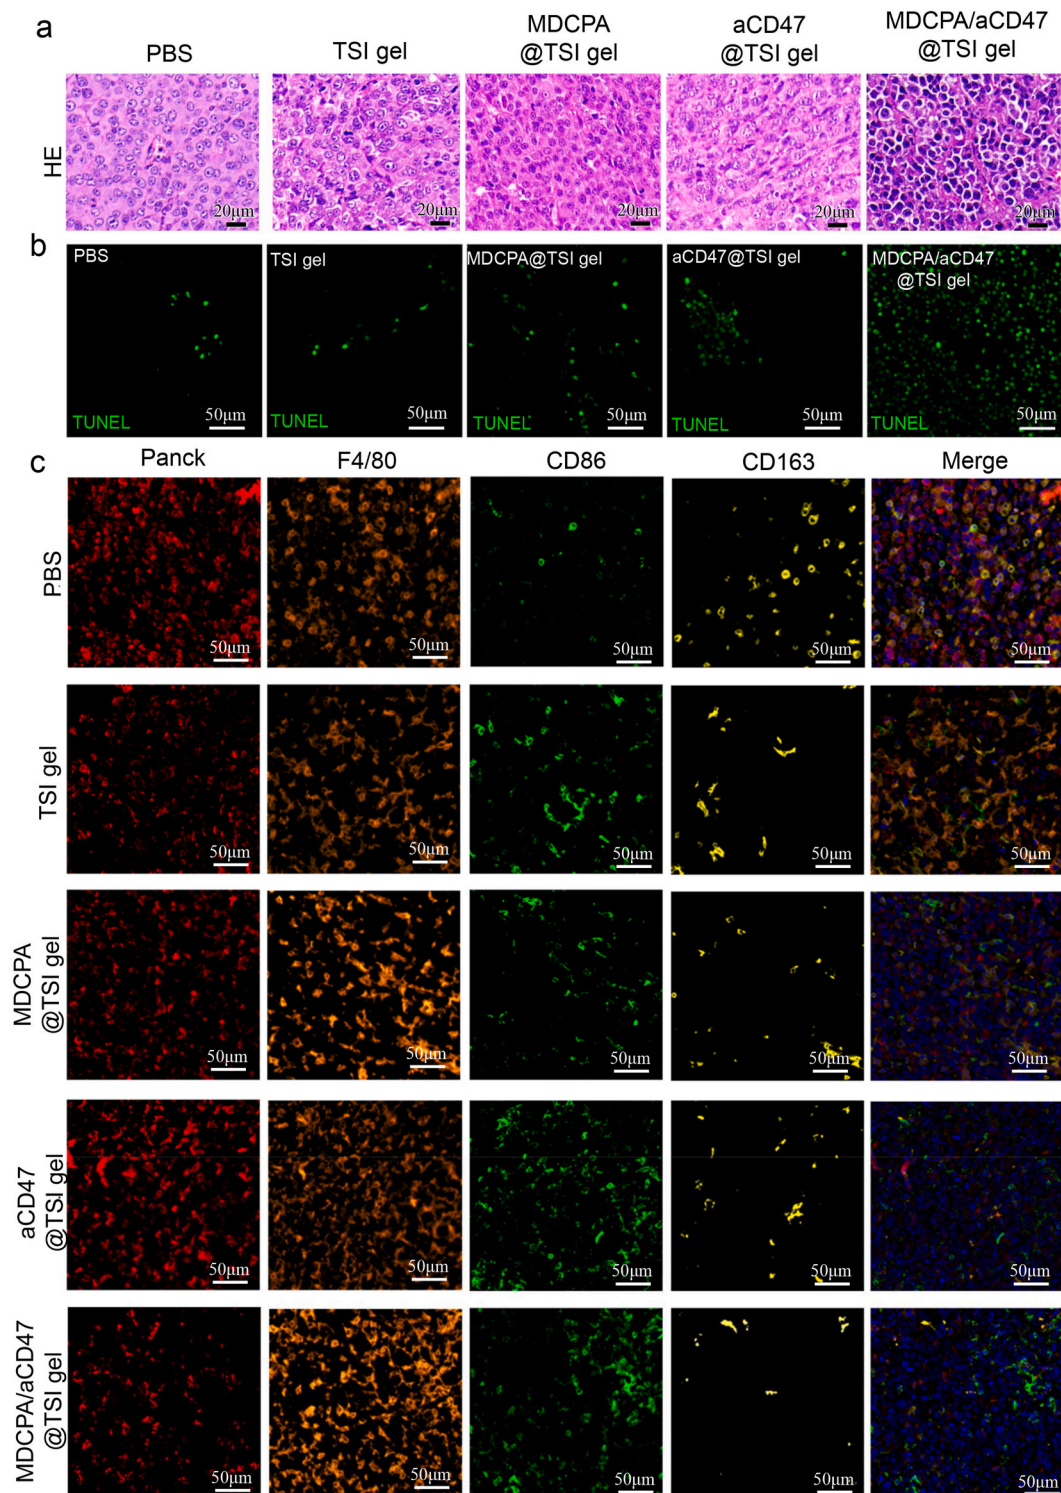 a
PBS
TSI gel
MDCPA
@TSI gel
aCD47
@TSI gel
MDCPA/aCD47
@TSI gel
HE
20μm
20μm
20μm
20μm
20μm
b
PBS
TSI gel
MDCPA@TSI gel
aCD47@TSI gel
MDCPA/aCD47
@TSI gel
TUNEL
50μm
TUNEL
50μm
TUNEL
50μm
TUNEL
50μm
TUNEL
50μm
c
Panck
F4/80
CD86
CD163
Merge
PBS
50μm
50μm
50μm
50μm
50μm
TSI gel
50μm
50μm
50μm
50μm
50μm
MDCPA
@TSI gel
50μm
50μm
50μm
50μm
50μm
aCD47
@TSI gel
50μm
50μm
50μm
50μm
50μm
MDCPA/aCD47
@TSI gel
50μm
50μm
50μm
50μm
50μm